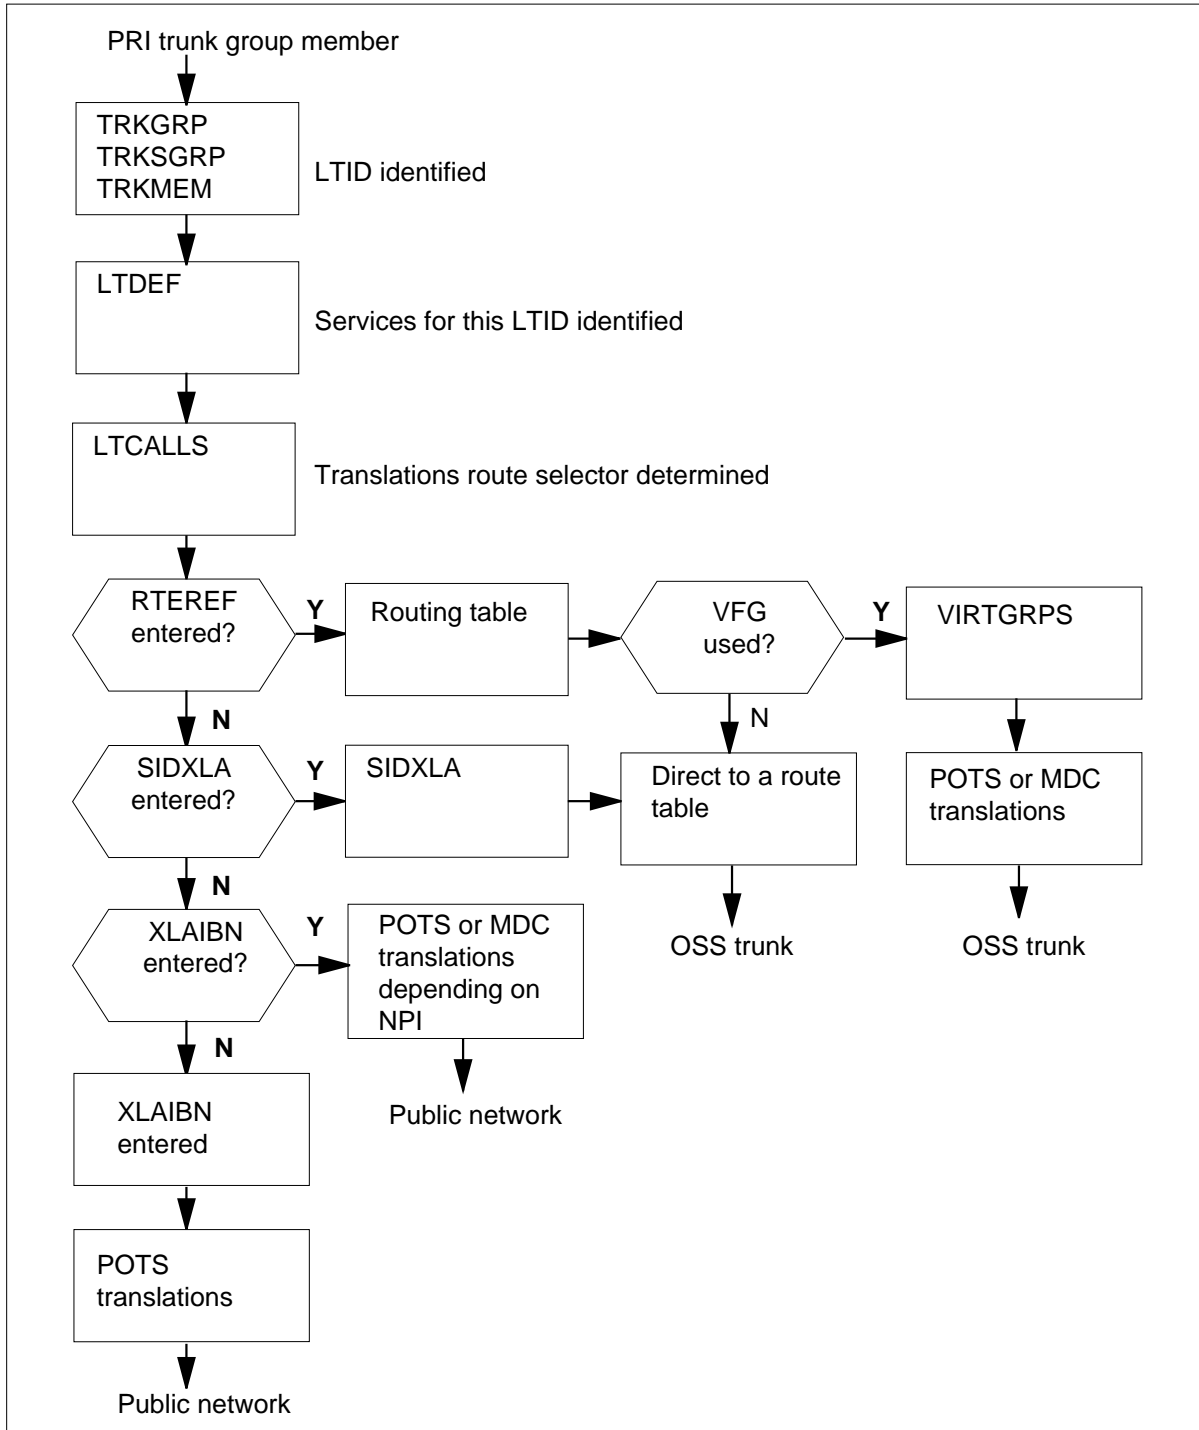 PRI trunk group member
TRKGRP
TRKSGRP
TRKMEM
LTID identified
LTDEF
Services for this LTID identified
LTCALLS
Translations route selector determined
RTEREF
entered?
Y
Routing table
VFG
used?
Y
VIRTGRPS
N
N
SIDXLA
entered?
Y
SIDXLA
Direct to a route
table
POTS or MDC
translations
N
XLAIBN
entered?
Y
POTS or MDC
translations
depending on
NPI
OSS trunk
OSS trunk
N
XLAIBN
entered
Public network
POTS
translations
Public network